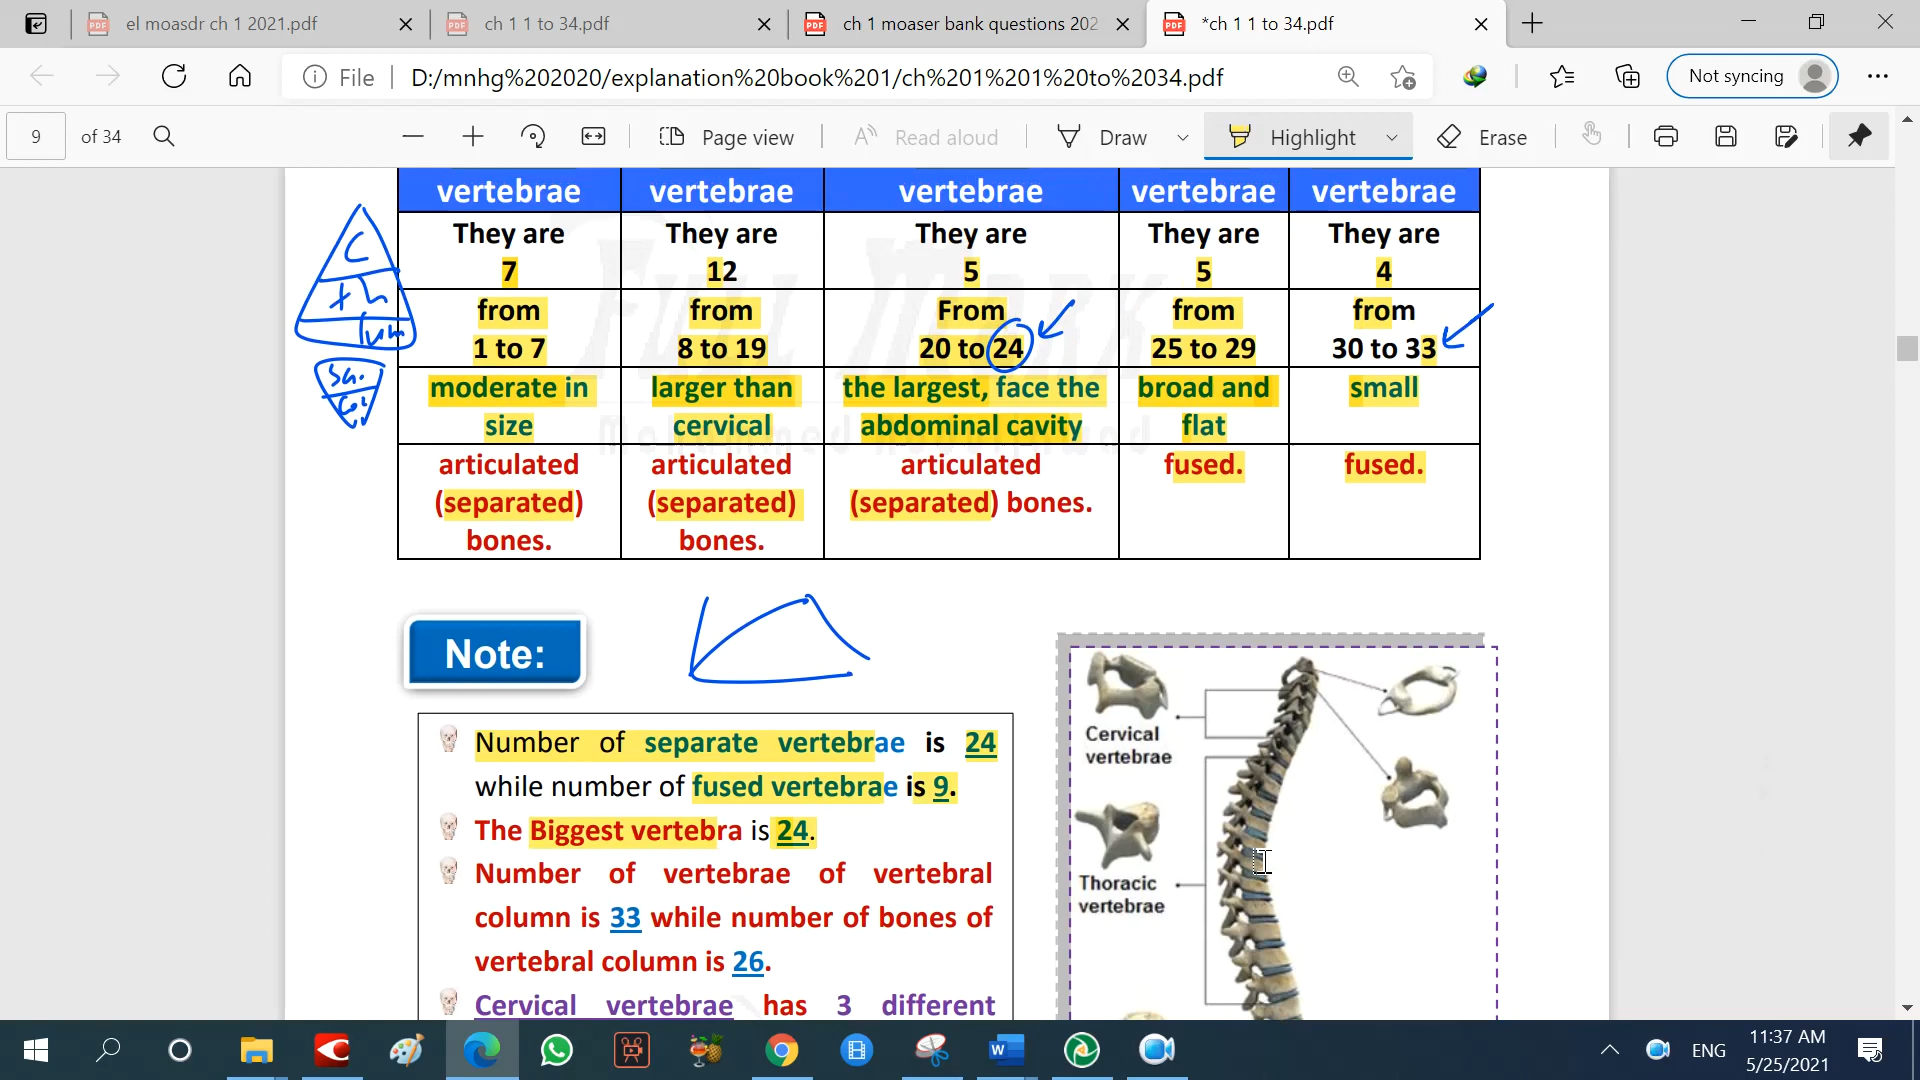 el moasdr ch 1 2021.pdf
ch 1 1 to 34.pdf
ch 1 moaser bank questions 202
*ch 1 1 to 34.pdf
File
D:/mnhg%202020/explanation%20book%201/ch%201%201%20to%2034.pdf
Not syncing
9 of 34
Page view
Read aloud
Draw
Highlight
Erase
vertebrae vertebrae vertebrae vertebrae vertebrae
They are They are They are They are They are
7 12 5 5 4
from from From from from
1 to 7 8 to 19 20 to 24 25 to 29 30 to 33
moderate in larger than the largest, face the broad and small
size cervical abdominal cavity flat
articulated articulated articulated fused. fused.
(separated) (separated) (separated) bones.
bones. bones.
C
th
lum
Sa.
Note:
Number of separate vertebrae is 24
while number of fused vertebrae is 9.
The Biggest vertebra is 24.
Number of vertebrae of vertebral
column is 33 while number of bones of
vertebral column is 26.
Cervical vertebrae has 3 different
Cervical
vertebrae
Thoracic
vertebrae
ENG
11:37 AM
5/25/2021